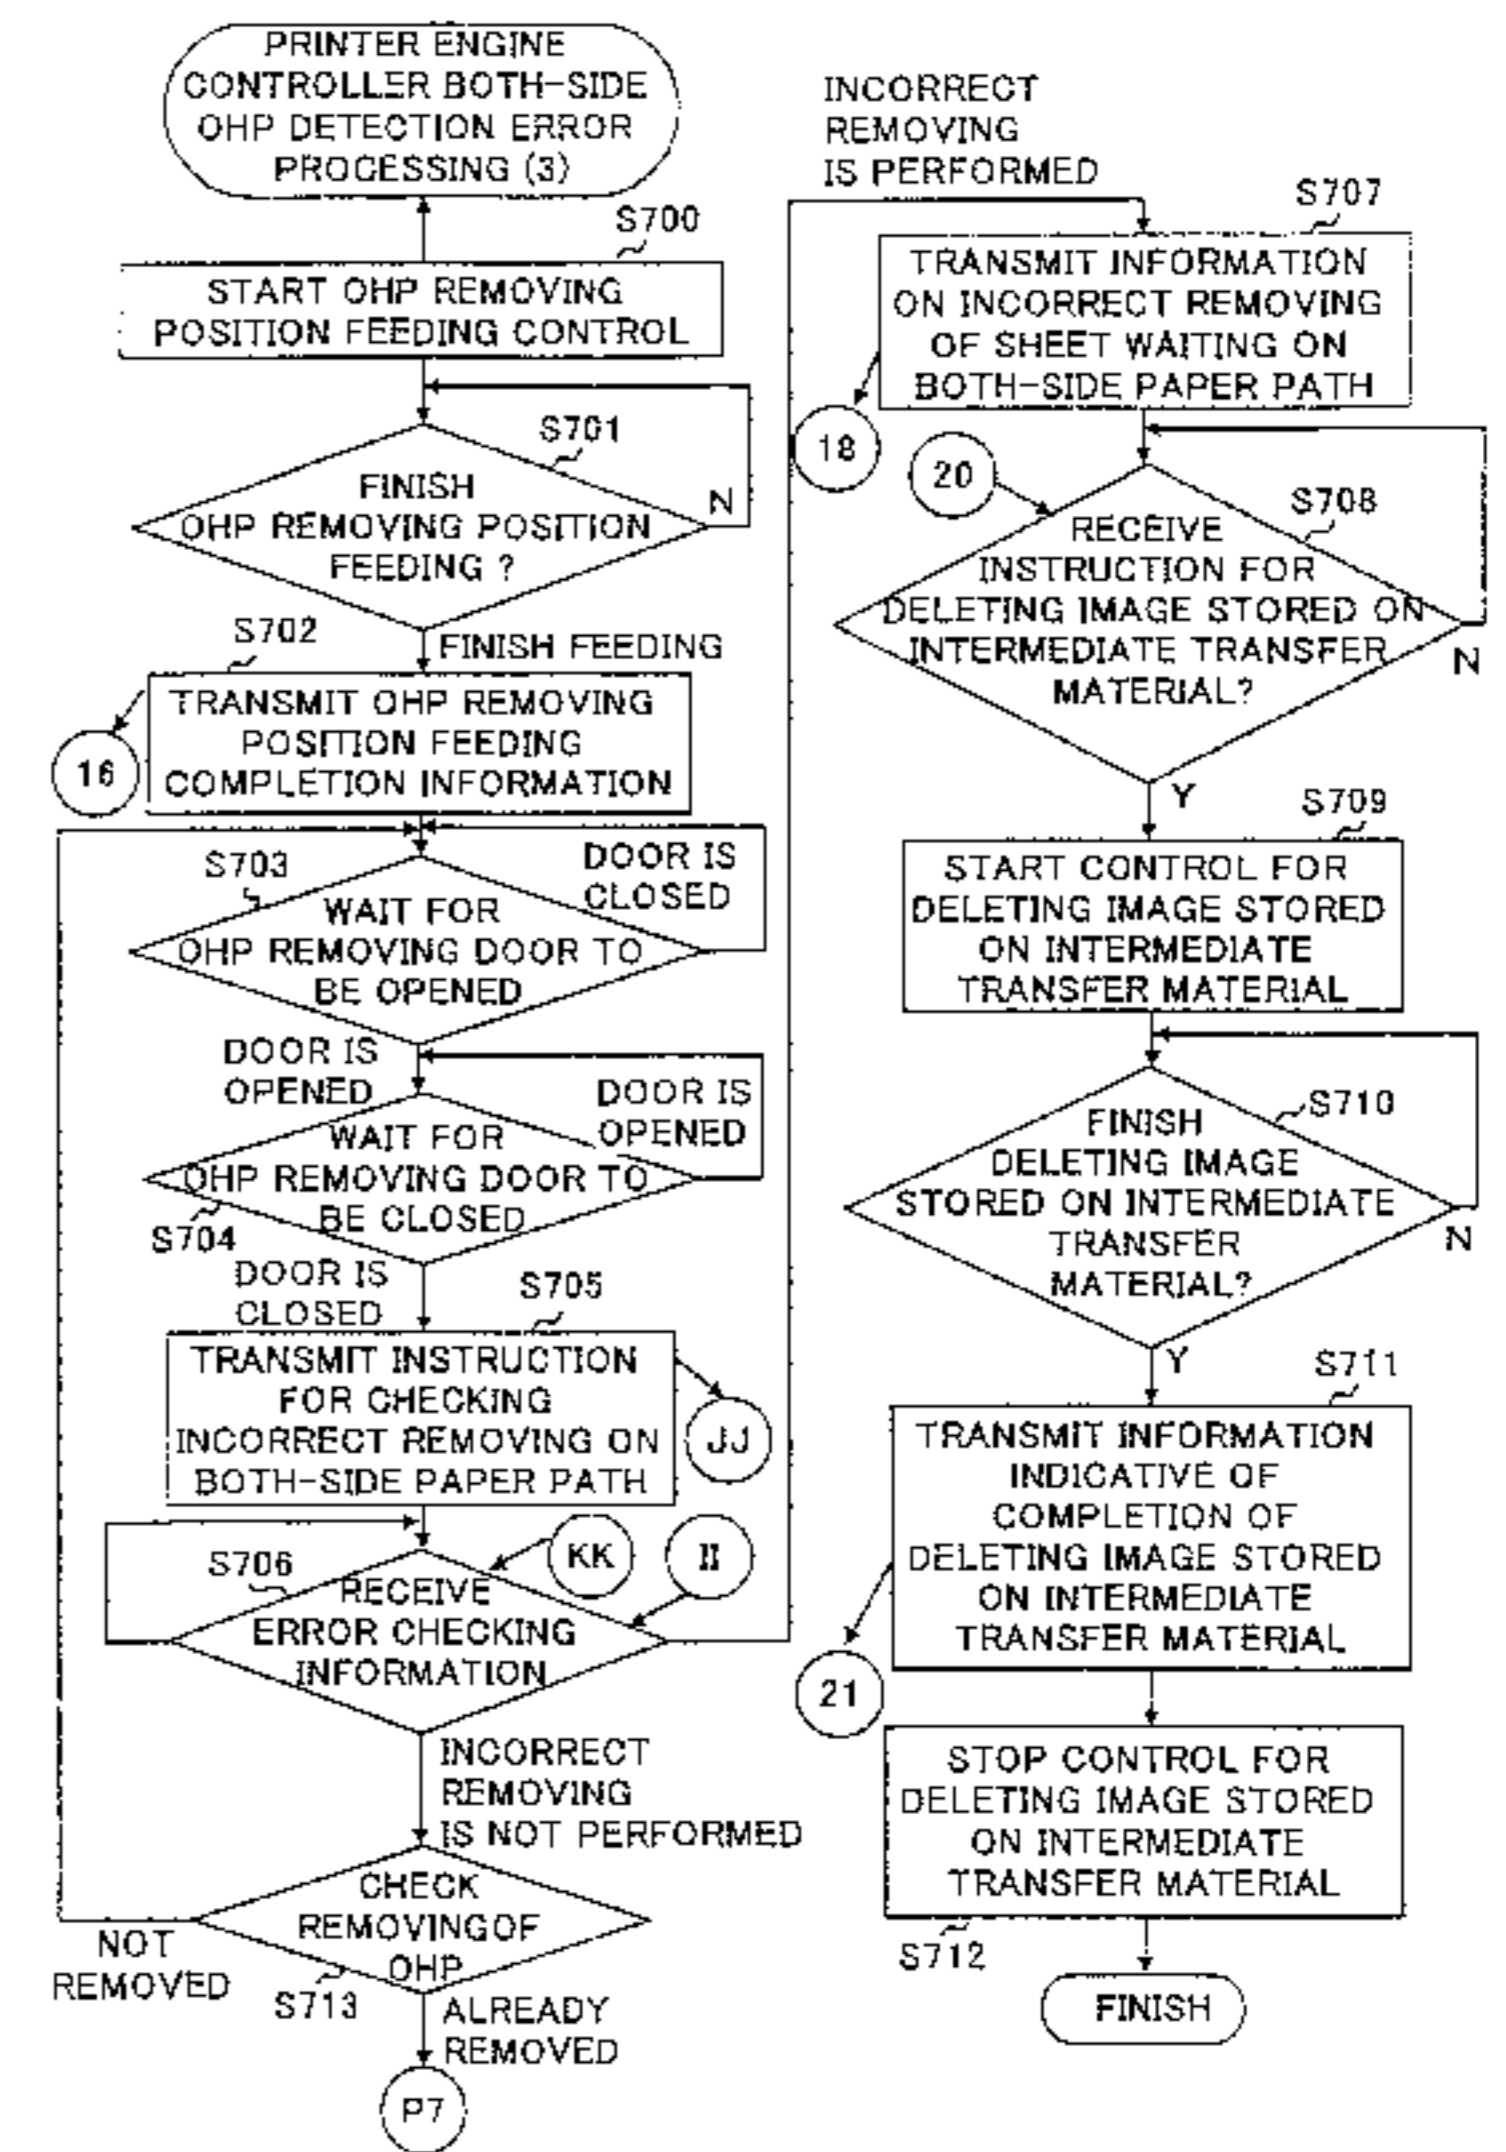 PRINTER ENGINE
CONTROLLER BOTH-SIDE
OHP DETECTION ERROR
PROCESSING (3)
S700
START OHP REMOVING
POSITION FEEDING CONTROL
S701
FINISH
OHP REMOVING POSITION
FEEDING ?
N
S702
FINISH FEEDING
TRANSMIT OHP REMOVING
POSITION FEEDING
COMPLETION INFORMATION
16
S703
DOOR IS
CLOSED
WAIT FOR
OHP REMOVING DOOR TO
BE OPENED
DOOR IS
OPENED
DOOR IS
OPENED
WAIT FOR
OHP REMOVING DOOR TO
BE CLOSED
S704
DOOR IS
CLOSED
S705
TRANSMIT INSTRUCTION
FOR CHECKING
INCORRECT REMOVING ON
BOTH-SIDE PAPER PATH
JJ
KK
II
S706
RECEIVE
ERROR CHECKING
INFORMATION
INCORRECT
REMOVING
IS NOT PERFORMED
CHECK
REMOVINGOF
OHP
NOT
REMOVED
S713
ALREADY
REMOVED
P7
INCORRECT
REMOVING
IS PERFORMED
S707
TRANSMIT INFORMATION
ON INCORRECT REMOVING
OF SHEET WAITING ON
BOTH-SIDE PAPER PATH
18
20
S708
RECEIVE
INSTRUCTION FOR
DELETING IMAGE STORED ON
INTERMEDIATE TRANSFER
MATERIAL?
N
Y
S709
START CONTROL FOR
DELETING IMAGE STORED
ON INTERMEDIATE
TRANSFER MATERIAL
S710
FINISH
DELETING IMAGE
STORED ON INTERMEDIATE
TRANSFER
MATERIAL?
N
Y
S711
TRANSMIT INFORMATION
INDICATIVE OF
COMPLETION OF
DELETING IMAGE STORED
ON INTERMEDIATE
TRANSFER MATERIAL
21
STOP CONTROL FOR
DELETING IMAGE STORED
ON INTERMEDIATE
TRANSFER MATERIAL
S712
FINISH